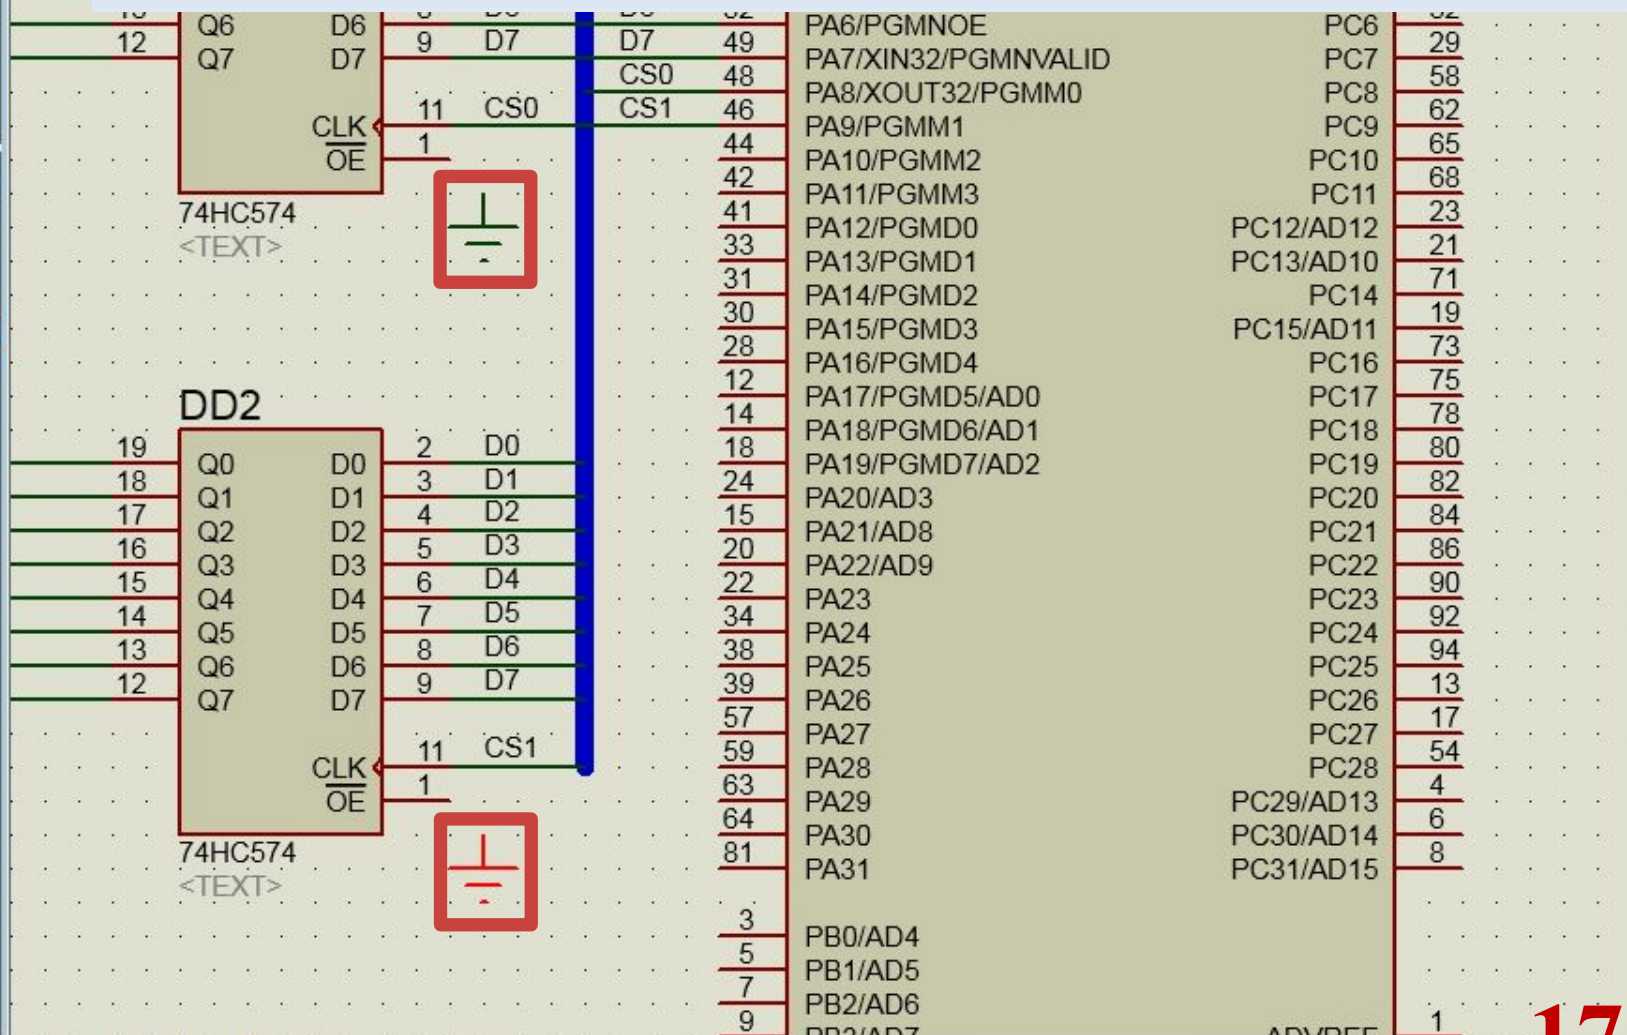 Q6 D6 D6 D6 PA6/PGMNOE PC6
12 Q7 D7 9 D7 D7 49 PA7/XIN32/PGMNVALID PC7 29
CS0 48 PA8/XOUT32/PGMM0 PC8 58
CLK 11 CS0 CS1 46 PA9/PGMM1 PC9 62
OE 1 44 PA10/PGMM2 PC10 65
42 PA11/PGMM3 PC11 68
74HC574 41 PA12/PGMD0 PC12/AD12 23
<TEXT> 33 PA13/PGMD1 PC13/AD10 21
31 PA14/PGMD2 PC14 71
30 PA15/PGMD3 PC15/AD11 19
28 PA16/PGMD4 PC16 73
DD2 12 PA17/PGMD5/AD0 PC17 75
14 PA18/PGMD6/AD1 PC18 78
19 Q0 D0 2 D0 18 PA19/PGMD7/AD2 PC19 80
18 Q1 D1 3 D1 24 PA20/AD3 PC20 82
17 Q2 D2 4 D2 15 PA21/AD8 PC21 84
16 Q3 D3 5 D3 20 PA22/AD9 PC22 86
15 Q4 D4 6 D4 22 PA23 PC23 90
14 Q5 D5 7 D5 34 PA24 PC24 92
13 Q6 D6 8 D6 38 PA25 PC25 94
12 Q7 D7 9 D7 39 PA26 PC26 13
57 PA27 PC27 17
CLK 11 CS1 59 PA28 PC28 54
OE 1 63 PA29 PC29/AD13 4
64 PA30 PC30/AD14 6
74HC574 81 PA31 PC31/AD15 8
<TEXT>
3 PB0/AD4
5 PB1/AD5
7 PB2/AD6
9 PB3/AD7 ADVREF 1
17